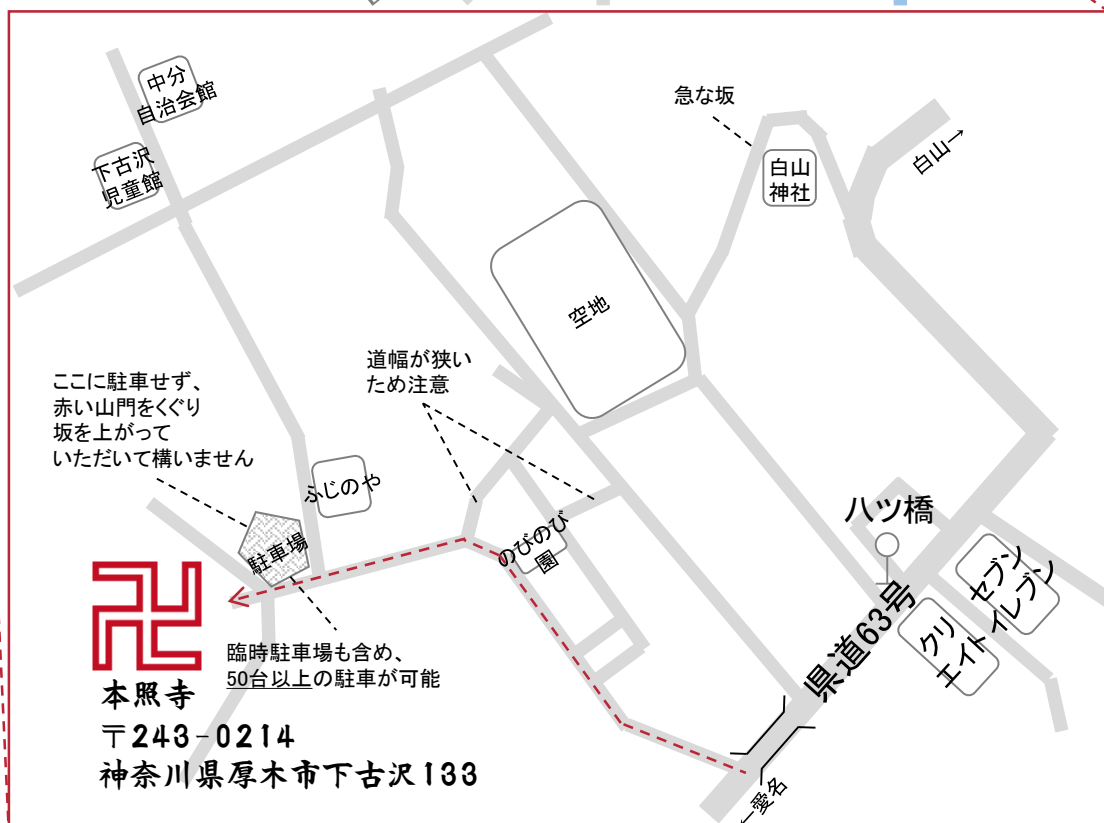 中分
自治会館
下古沢
児童館
急な坂
白山
神社
白山→
空地
道幅が狭い
ため注意
ここに駐車せず、
赤い山門をくぐり
坂を上がって
いただいて構いません
ふじのや
駐車場
のびのび
園
八ツ橋
セブン
イレブン
クリ
エイト
県道63号
臨時駐車場も含め、
50台以上の駐車が可能
卍
本照寺
〒243-0214
神奈川県厚木市下古沢133
←愛名